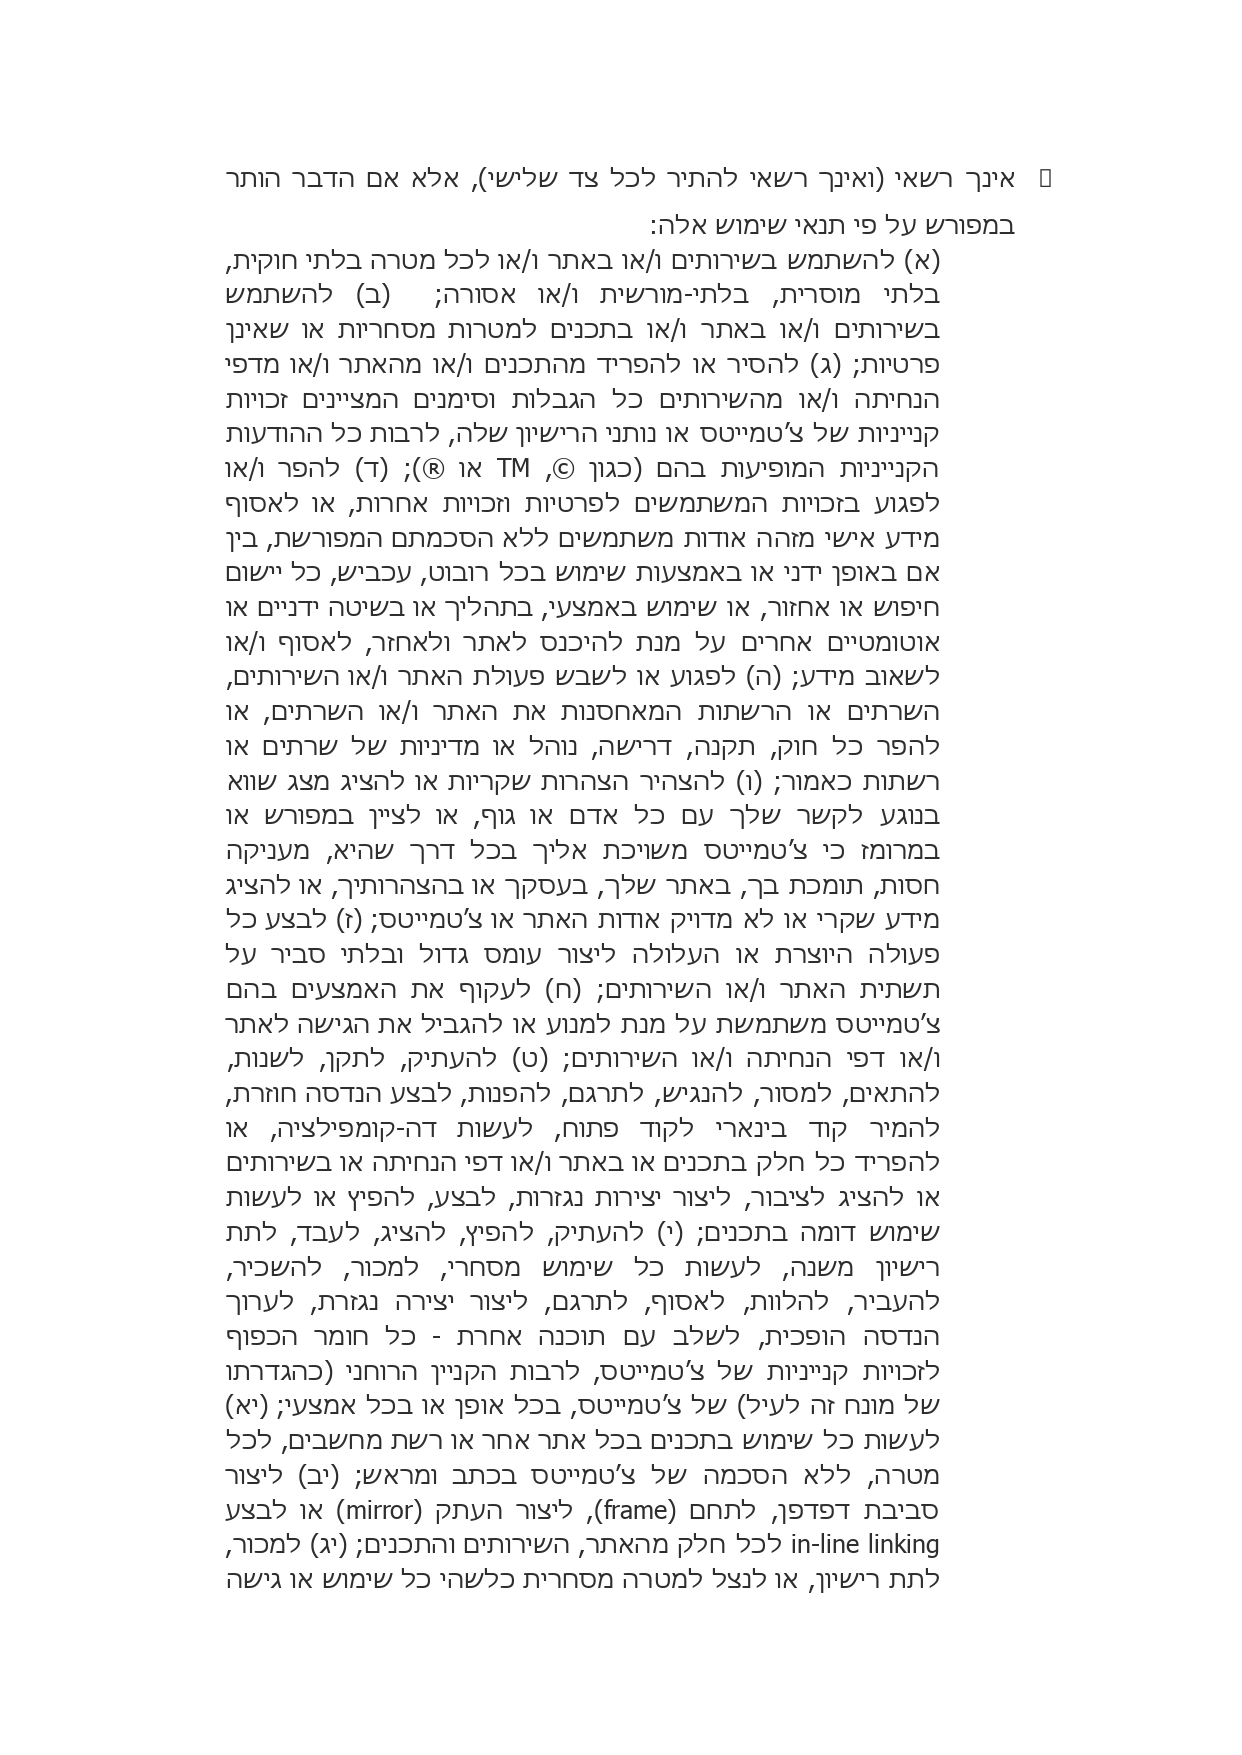 אינך רשאי (ואינך רשאי להתיר לכל צד שלישי), אלא אם הדבר הותר
במפורש על פי תנאי שימוש אלה:
(א) להשתמש בשירותים ו/או באתר ו/או לכל מטרה בלתי חוקית,
בלתי מוסרית, בלתי-מורשית ו/או אסורה; (ב) להשתמש
בשירותים ו/או באתר ו/או בתכנים למטרות מסחריות או שאינן
פרטיות; (ג) להסיר או להפריד מהתכנים ו/או מהאתר ו/או מדפי
הנחיתה ו/או מהשירותים כל הגבלות וסימנים המציינים זכויות
קנייניות של צ'טמייטס או נותני הרישיון שלה, לרבות כל ההודעות
הקנייניות המופיעות בהם (כגון ©, TM או ®); (ד) להפר ו/או
לפגוע בזכויות המשתמשים לפרטיות וזכויות אחרות, או לאסוף
מידע אישי מזהה אודות משתמשים ללא הסכמתם המפורשת, בין
אם באופן ידני או באמצעות שימוש בכל רובוט, עכביש, כל יישום
חיפוש או אחזור, או שימוש באמצעי, בתהליך או בשיטה ידניים או
אוטומטיים אחרים על מנת להיכנס לאתר ולאחזר, לאסוף ו/או
לשאוב מידע; (ה) לפגוע או לשבש פעולת האתר ו/או השירותים,
השרתים או הרשתות המאחסנות את האתר ו/או השרתים, או
להפר כל חוק, תקנה, דרישה, נוהל או מדיניות של שרתים או
רשתות כאמור; (ו) להצהיר הצהרות שקריות או להציג מצג שווא
בנוגע לקשר שלך עם כל אדם או גוף, או לציין במפורש או
במרומז כי צ'טמייטס משויכת אליך בכל דרך שהיא, מעניקה
חסות, תומכת בך, באתר שלך, בעסקך או בהצהרותיך, או להציג
מידע שקרי או לא מדויק אודות האתר או צ'טמייטס; (ז) לבצע כל
פעולה היוצרת או העלולה ליצור עומס גדול ובלתי סביר על
תשתית האתר ו/או השירותים; (ח) לעקוף את האמצעים בהם
צ'טמייטס משתמשת על מנת למנוע או להגביל את הגישה לאתר
ו/או דפי הנחיתה ו/או השירותים; (ט) להעתיק, לתקן, לשנות,
להתאים, למסור, להנגיש, לתרגם, להפנות, לבצע הנדסה חוזרת,
להמיר קוד בינארי לקוד פתוח, לעשות דה-קומפילציה, או
להפריד כל חלק בתכנים או באתר ו/או דפי הנחיתה או בשירותים
או להציג לציבור, ליצור יצירות נגזרות, לבצע, להפיץ או לעשות
שימוש דומה בתכנים; (י) להעתיק, להפיץ, להציג, לעבד, לתת
רישיון משנה, לעשות כל שימוש מסחרי, למכור, להשכיר,
להעביר, להלוות, לאסוף, לתרגם, ליצור יצירה נגזרת, לערוך
הנדסה הופכית, לשלב עם תוכנה אחרת - כל חומר הכפוף
לזכויות קנייניות של צ'טמייטס, לרבות הקניין הרוחני (כהגדרתו
של מונח זה לעיל) של צ'טמייטס, בכל אופן או בכל אמצעי; (יא)
לעשות כל שימוש בתכנים בכל אתר אחר או רשת מחשבים, לכל
מטרה, ללא הסכמה של צ'טמייטס בכתב ומראש; (יב) ליצור
סביבת דפדפן, לתחם (frame), ליצור העתק (mirror) או לבצע
in-line linking לכל חלק מהאתר, השירותים והתכנים; (יג) למכור,
לתת רישיון, או לנצל למטרה מסחרית כלשהי כל שימוש או גישה